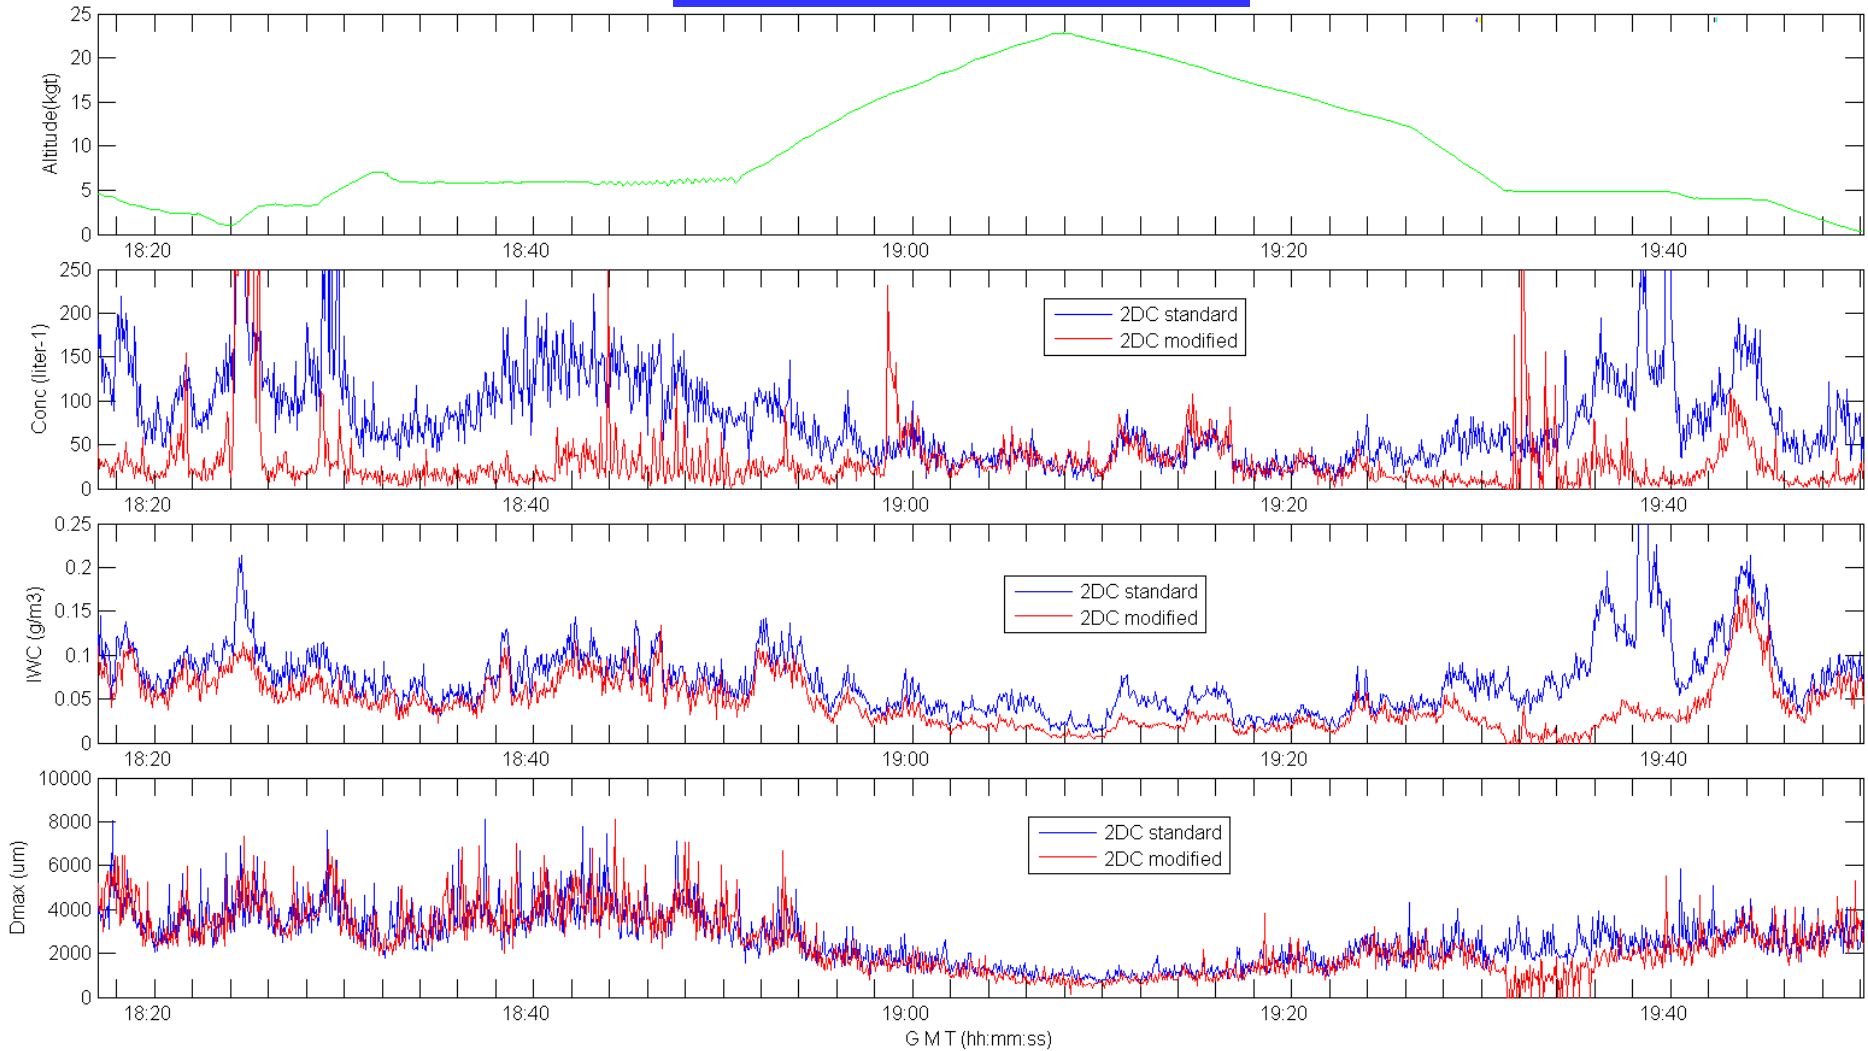 25
20
15
10
5
0
Altitude(kgt)
18:20 18:40 19:00 19:20 19:40
250
200
150
100
50
0
Conc (liter-1)
2DC standard
2DC modified
18:20 18:40 19:00 19:20 19:40
0.25
0.2
0.15
0.1
0.05
0
IWC (g/m3)
2DC standard
2DC modified
18:20 18:40 19:00 19:20 19:40
10000
8000
6000
4000
2000
0
Dmax (um)
2DC standard
2DC modified
18:20 18:40 19:00 19:20 19:40
G M T (hh:mm:ss)